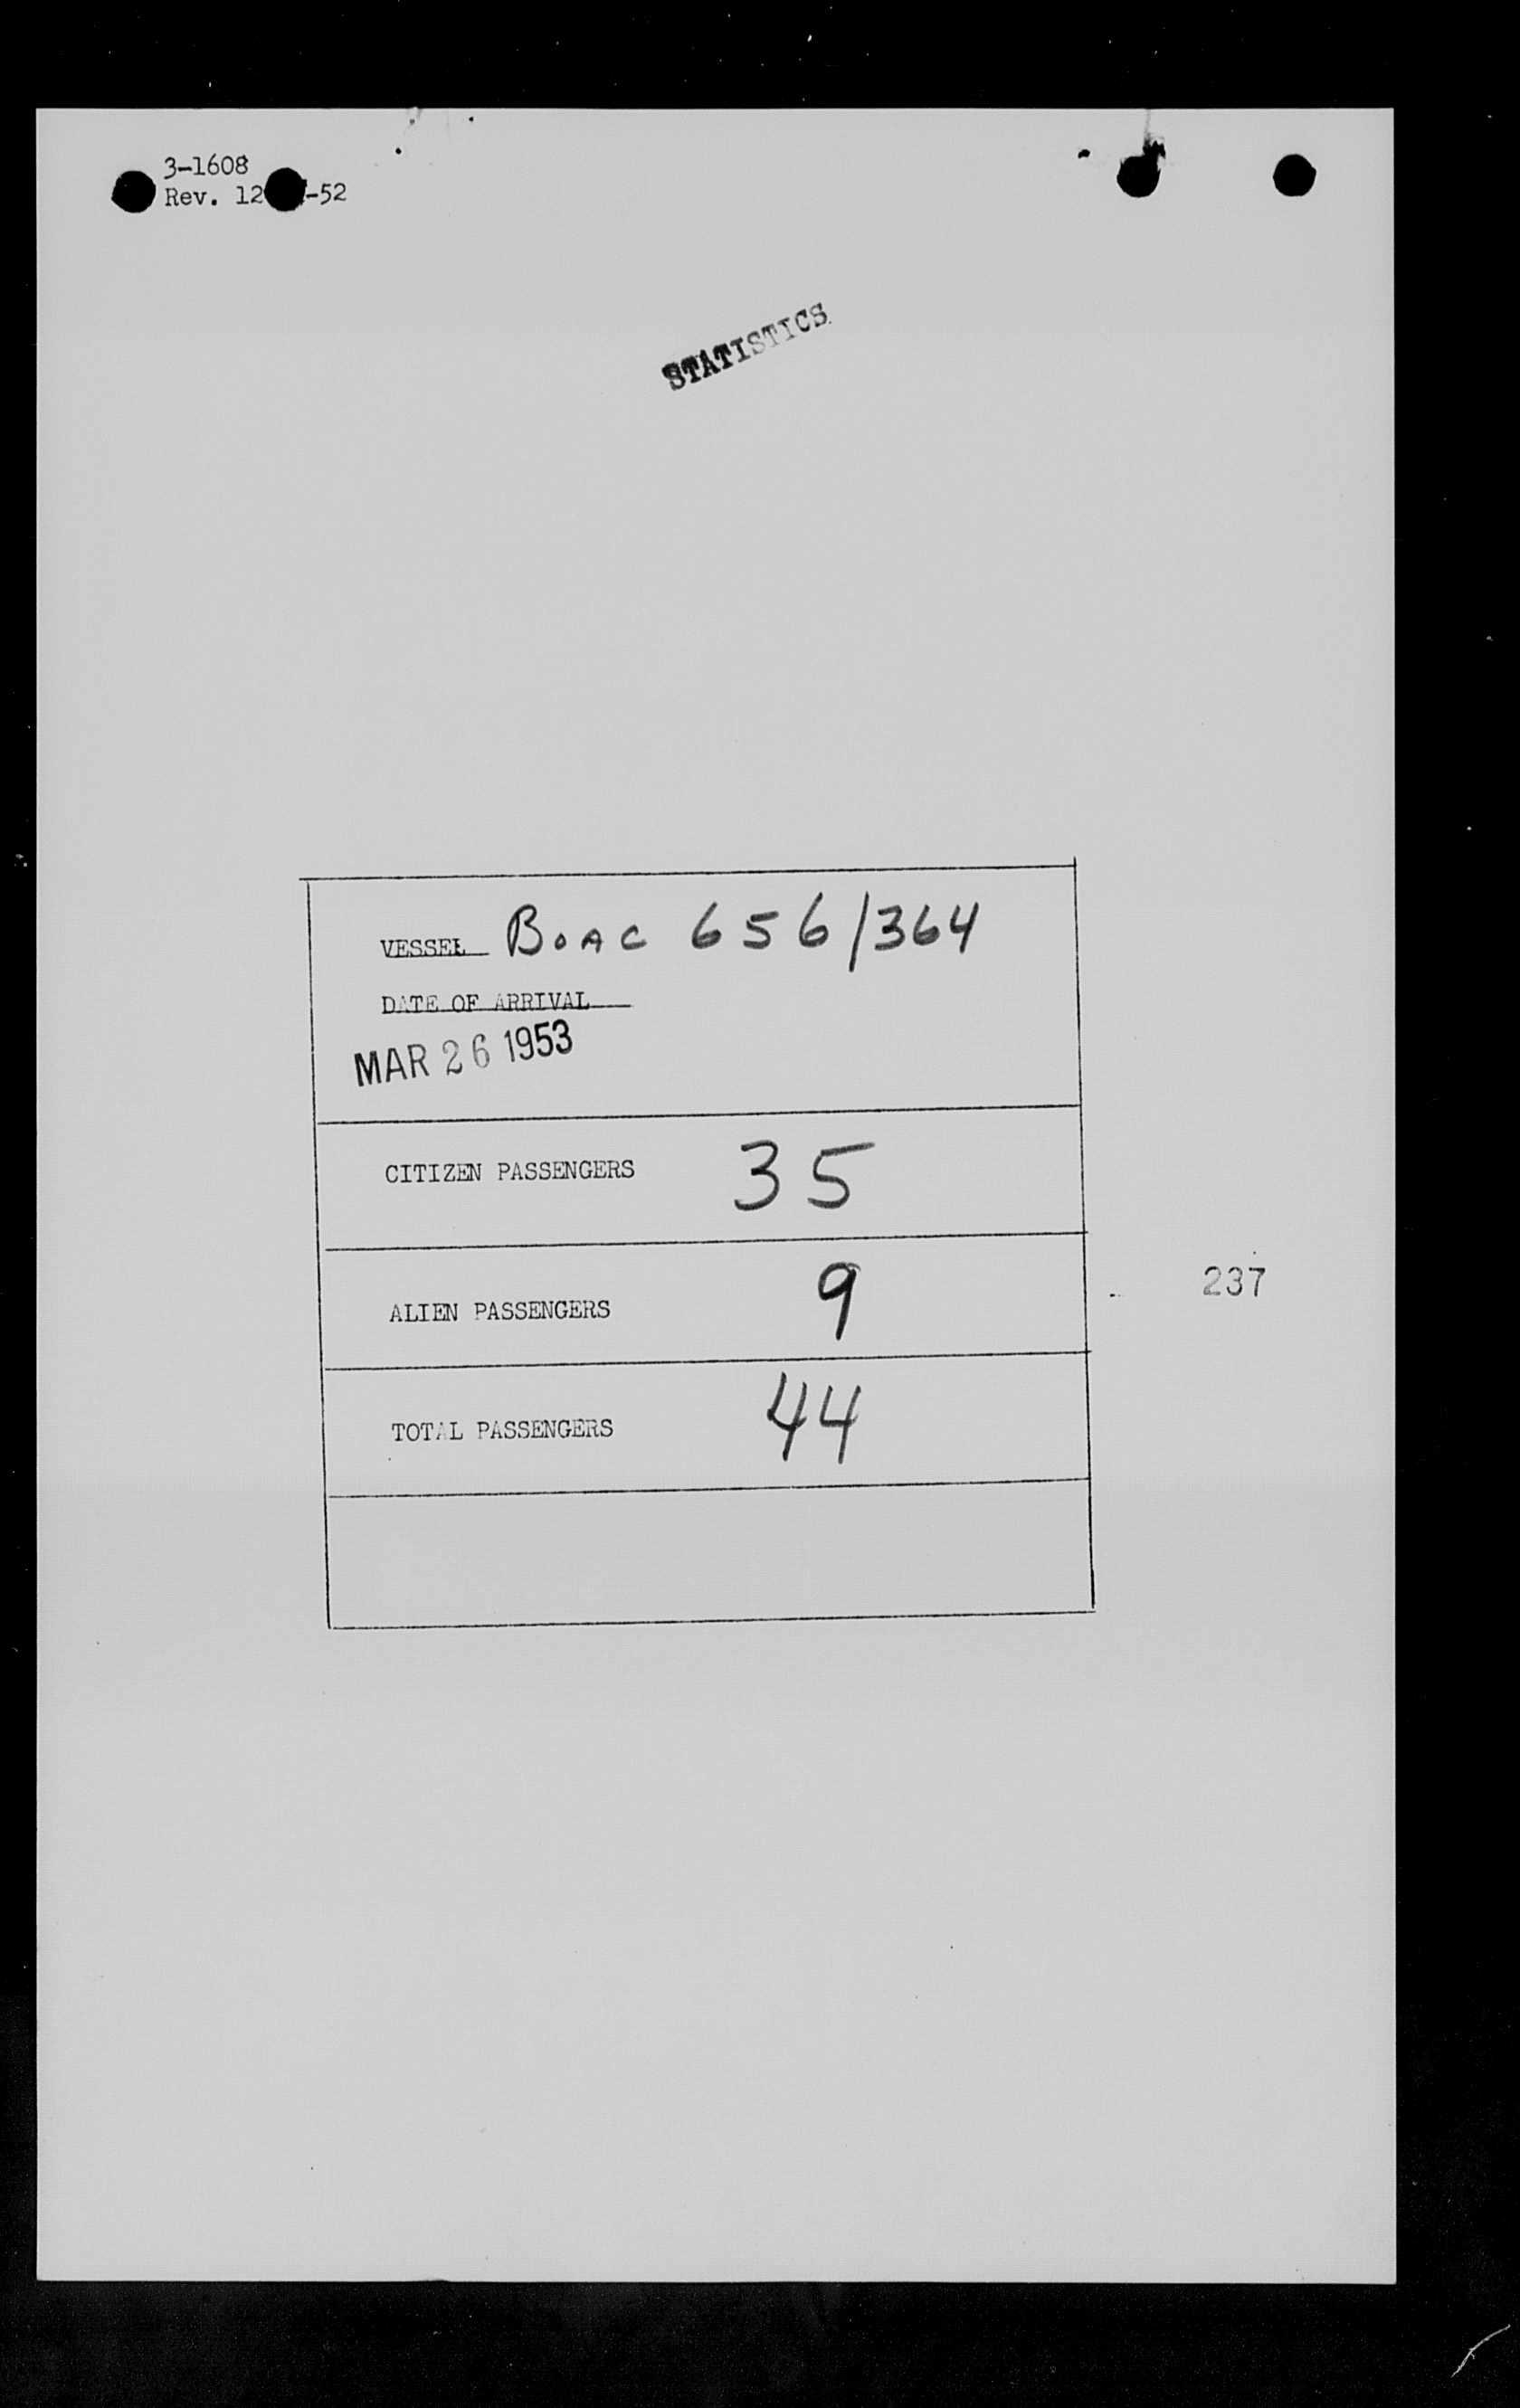 3-1608
Rev. 12 -52
STATISTICS
VESSEL BOAC 656/364
DATE OF ARRIVAL
MAR 26 1953
CITIZEN PASSENGERS 35
ALIEN PASSENGERS 9
237
TOTAL PASSENGERS 44